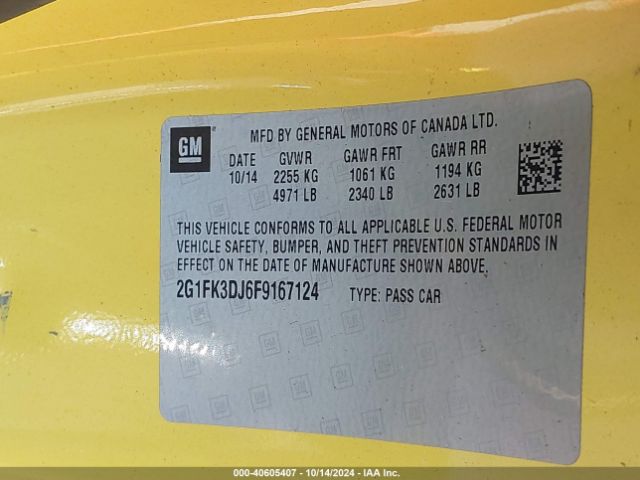 GM
MFD BY GENERAL MOTORS OF CANADA LTD.
DATE GVWR GAWR FRT GAWR RR
10/14 2255 KG 1061 KG 1194 KG
4971 LB 2340 LB 2631 LB
THIS VEHICLE CONFORMS TO ALL APPLICABLE U.S. FEDERAL MOTOR
VEHICLE SAFETY, BUMPER, AND THEFT PREVENTION STANDARDS IN
EFFECT ON THE DATE OF MANUFACTURE SHOWN ABOVE.
2G1FK3DJ6F9167124 TYPE: PASS CAR
000-40605407 - 10/14/2024 - IAA Inc.